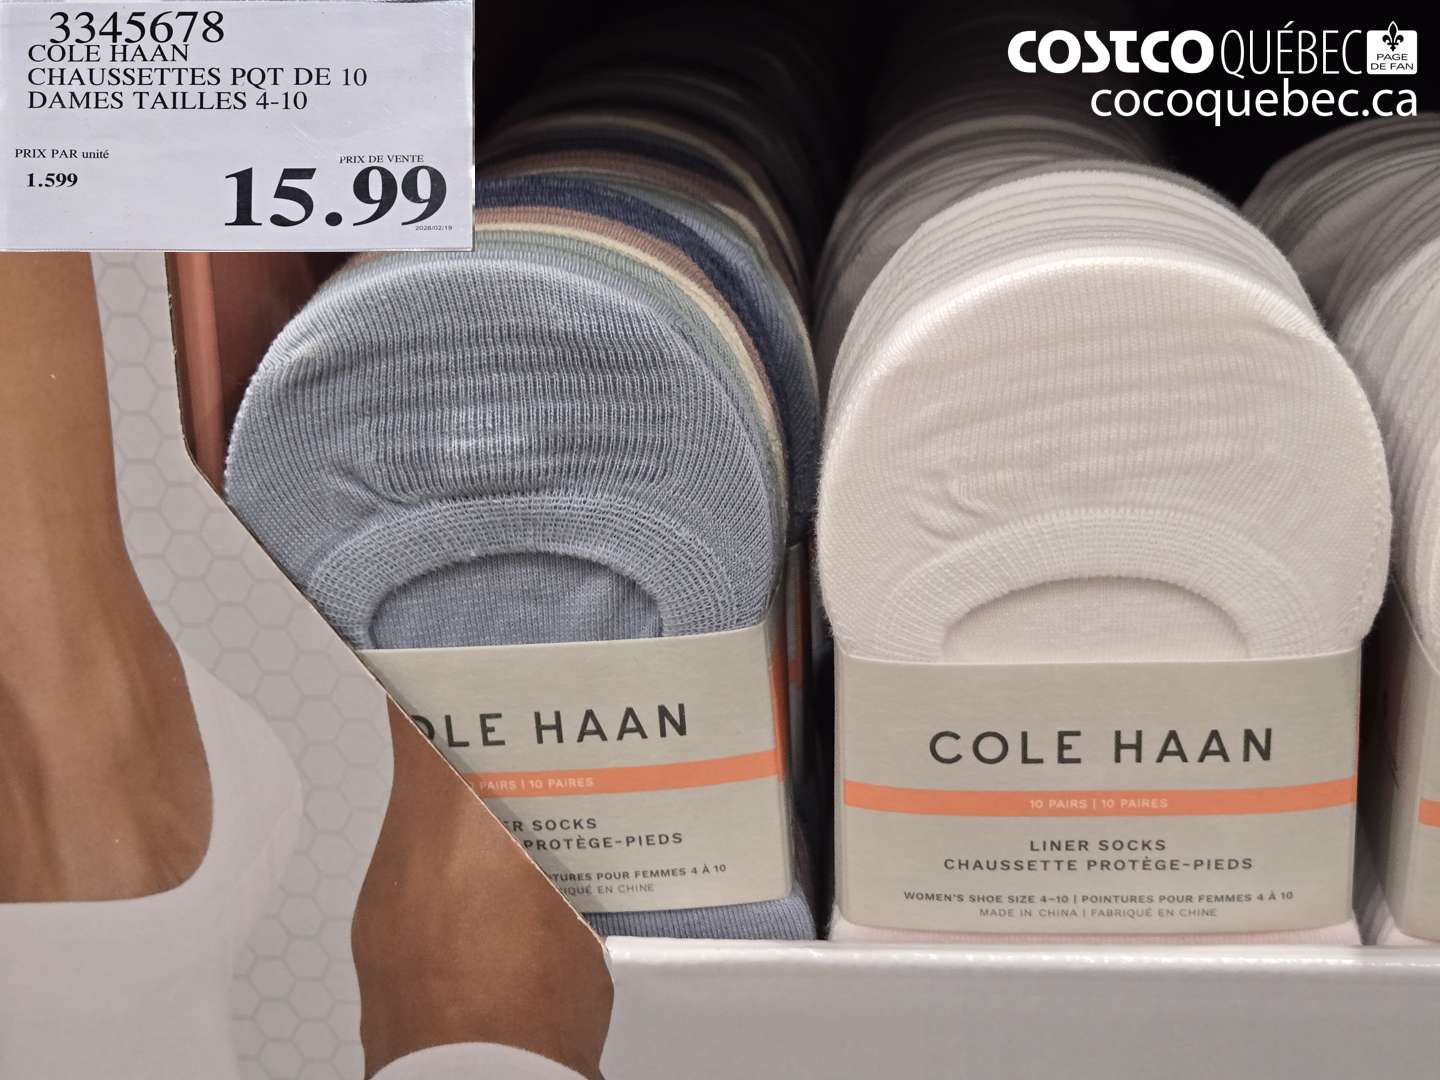 3345678
COLE HAAN
CHAUSSETTES PQT DE 10
DAMES TAILLES 4-10
PRIX PAR unité
1.599
PRIX DE VENTE
15.99
2026/02/19
COSTCO QUÉBEC
PAGE
DE FAN
cocoquebec.ca
OLE HAAN
PAIRS | 10 PAIRES
ER SOCKS
PROTÈGE-PIEDS
NTURES POUR FEMMES 4 À 10
IQUÉ EN CHINE
COLE HAAN
10 PAIRS | 10 PAIRES
LINER SOCKS
CHAUSSETTE PROTÈGE-PIEDS
WOMEN'S SHOE SIZE 4-10 | POINTURES POUR FEMMES 4 À 10
MADE IN CHINA | FABRIQUÉ EN CHINE